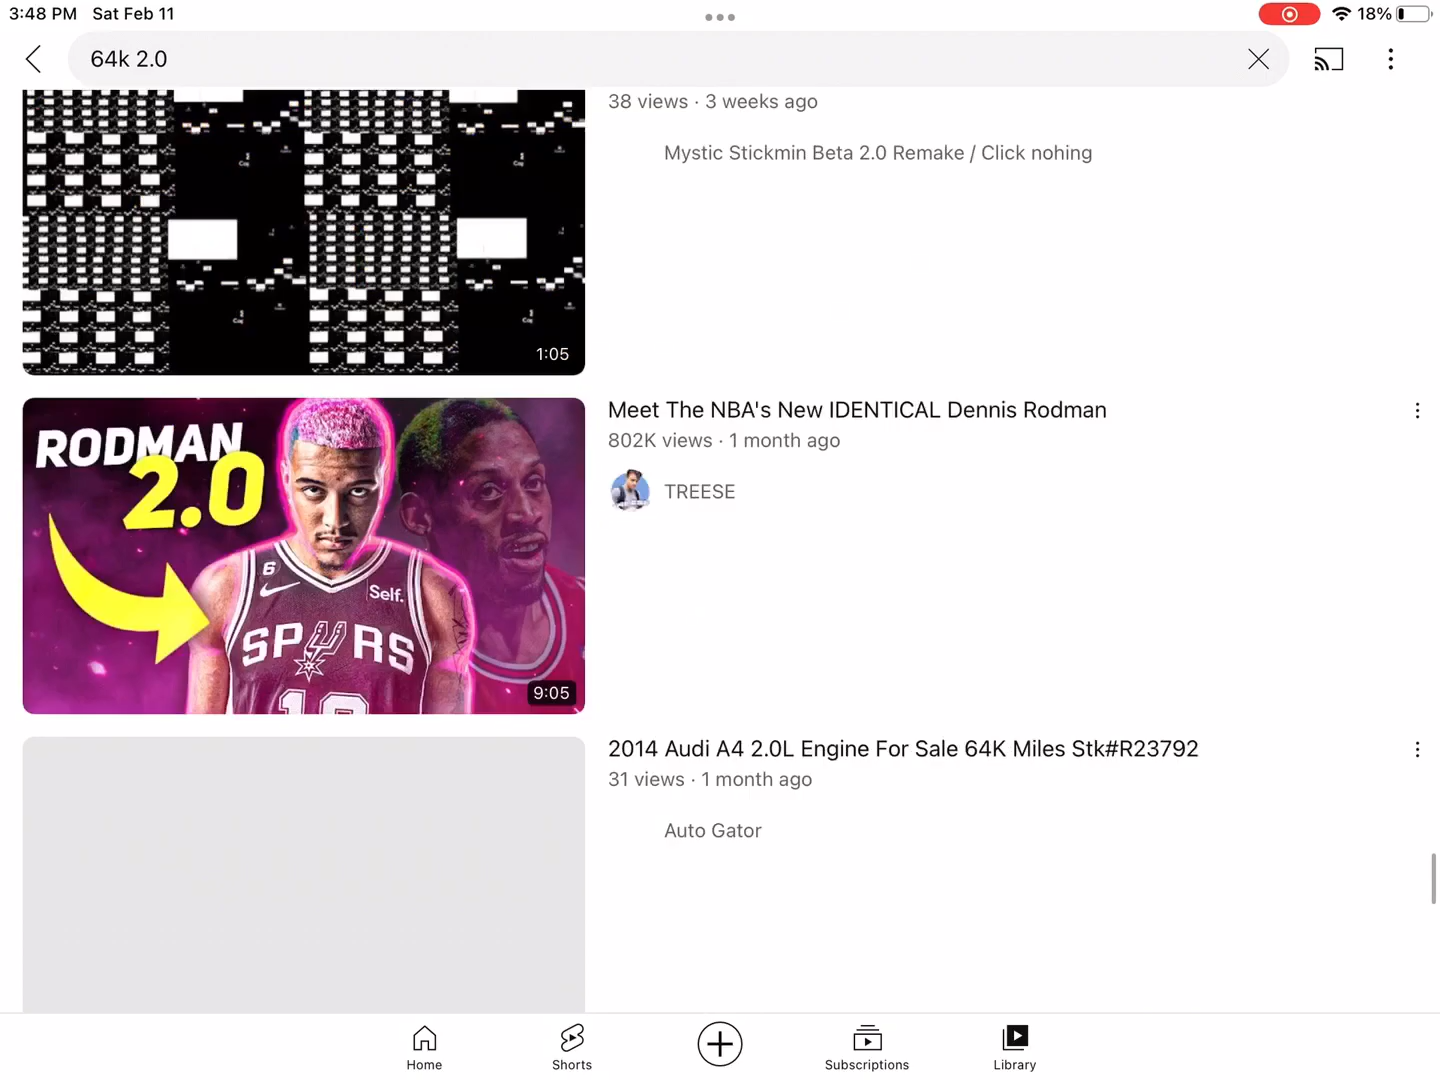 3:48 PM Sat Feb 11
18%
64k 2.0
38 views · 3 weeks ago
Mystic Stickmin Beta 2.0 Remake / Click nohing
1:05
RODMAN
2.0
6
Self.
SPURS
10
9:05
Meet The NBA's New IDENTICAL Dennis Rodman
802K views · 1 month ago
TREESE
2014 Audi A4 2.0L Engine For Sale 64K Miles Stk#R23792
31 views · 1 month ago
Auto Gator
Home
Shorts
Subscriptions
Library